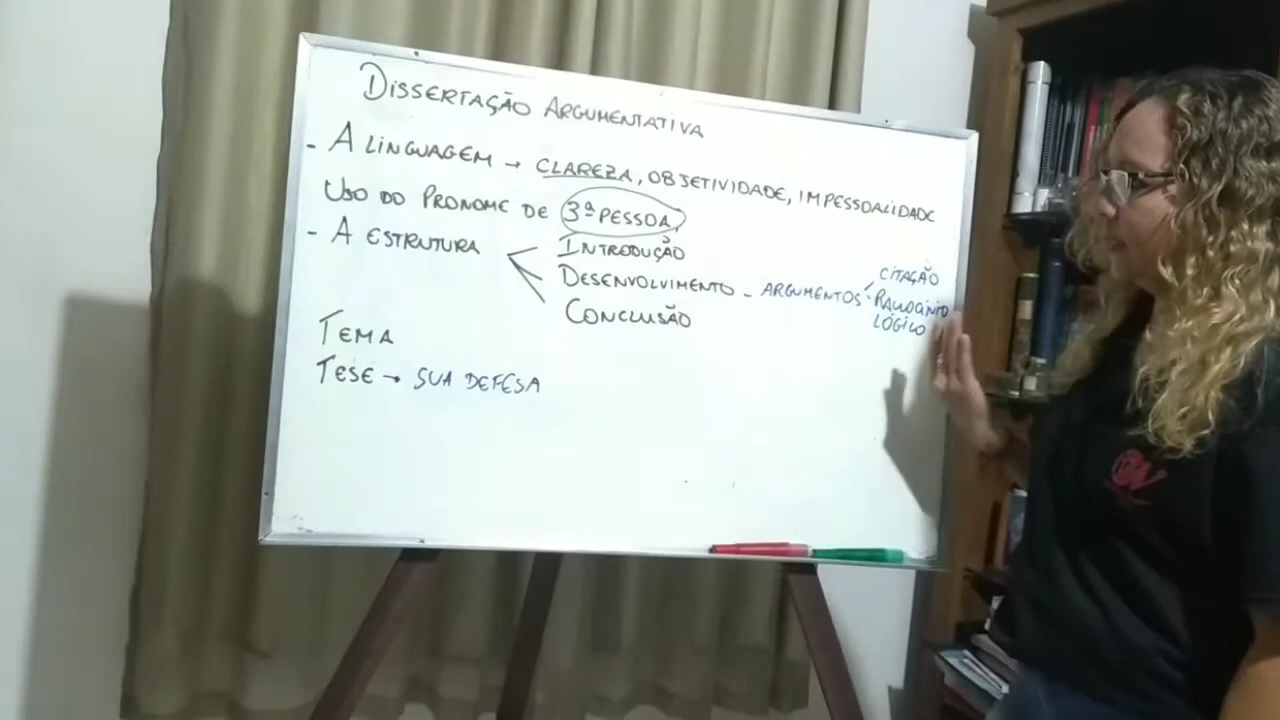 DISSERTAÇÃO ARGUMENTATIVA
- A LINGUAGEM → CLAREZA, OBJETIVIDADE, IMPESSOALIDADE
USO DO PRONOME DE 3ª PESSOA,
- A ESTRUTURA
INTRODUÇÃO
DESENVOLVIMENTO - ARGUMENTOS
CONCLUSÃO
CITAÇÃO
LÓGICO
TEMA
TESE → SUA DEFESA